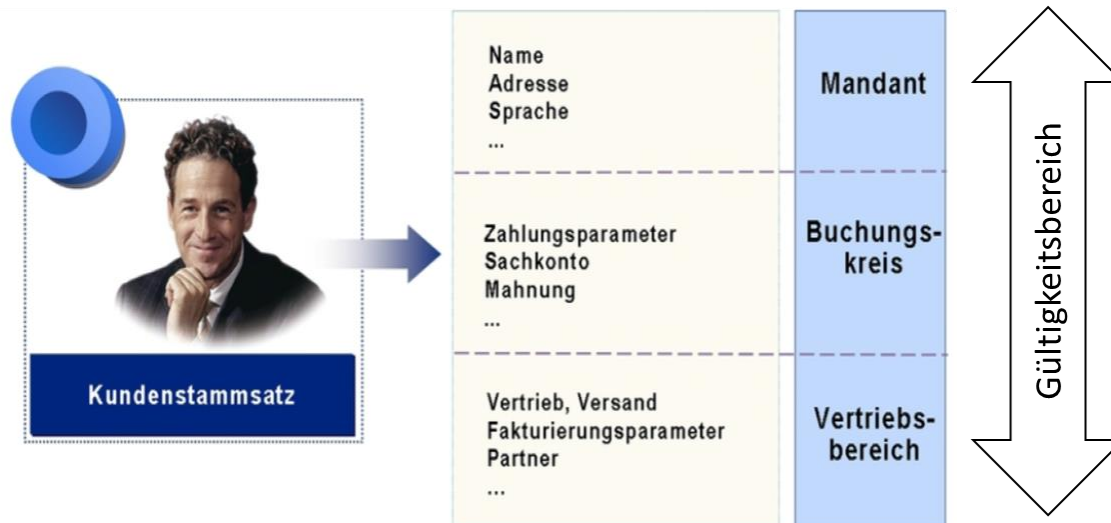 Name
Adresse
Sprache
...
Mandant
Zahlungsparameter
Sachkonto
Mahnung
...
Buchungs-
kreis
Kundenstammsatz
Vertrieb, Versand
Fakturierungsparameter
Partner
...
Vertriebs-
bereich
Gültigkeitsbereich